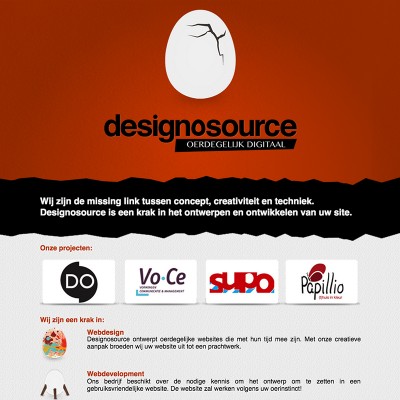 designosource
OERDEGELIJK DIGITAAL
Wij zijn de missing link tussen concept, creativiteit en techniek.
Designosource is een krak in het ontwerpen en ontwikkelen van uw site.
Onze projecten:
DO
Vo·Ce
VORMINGEN
COMMUNICATIE & MANAGEMENT
supo
Papillio
Wij zijn een krak in:
Webdesign
Designosource ontwerpt oerdegelijke websites die met hun tijd mee zijn. Met onze creatieve
aanpak broeden wij uw website uit tot een prachtwerk.
Webdevelopment
Ons bedrijf beschikt over de nodige kennis om het ontwerp om te zetten in een
gebruiksvriendelijke website. De website zal werken volgens uw oerinstinct!